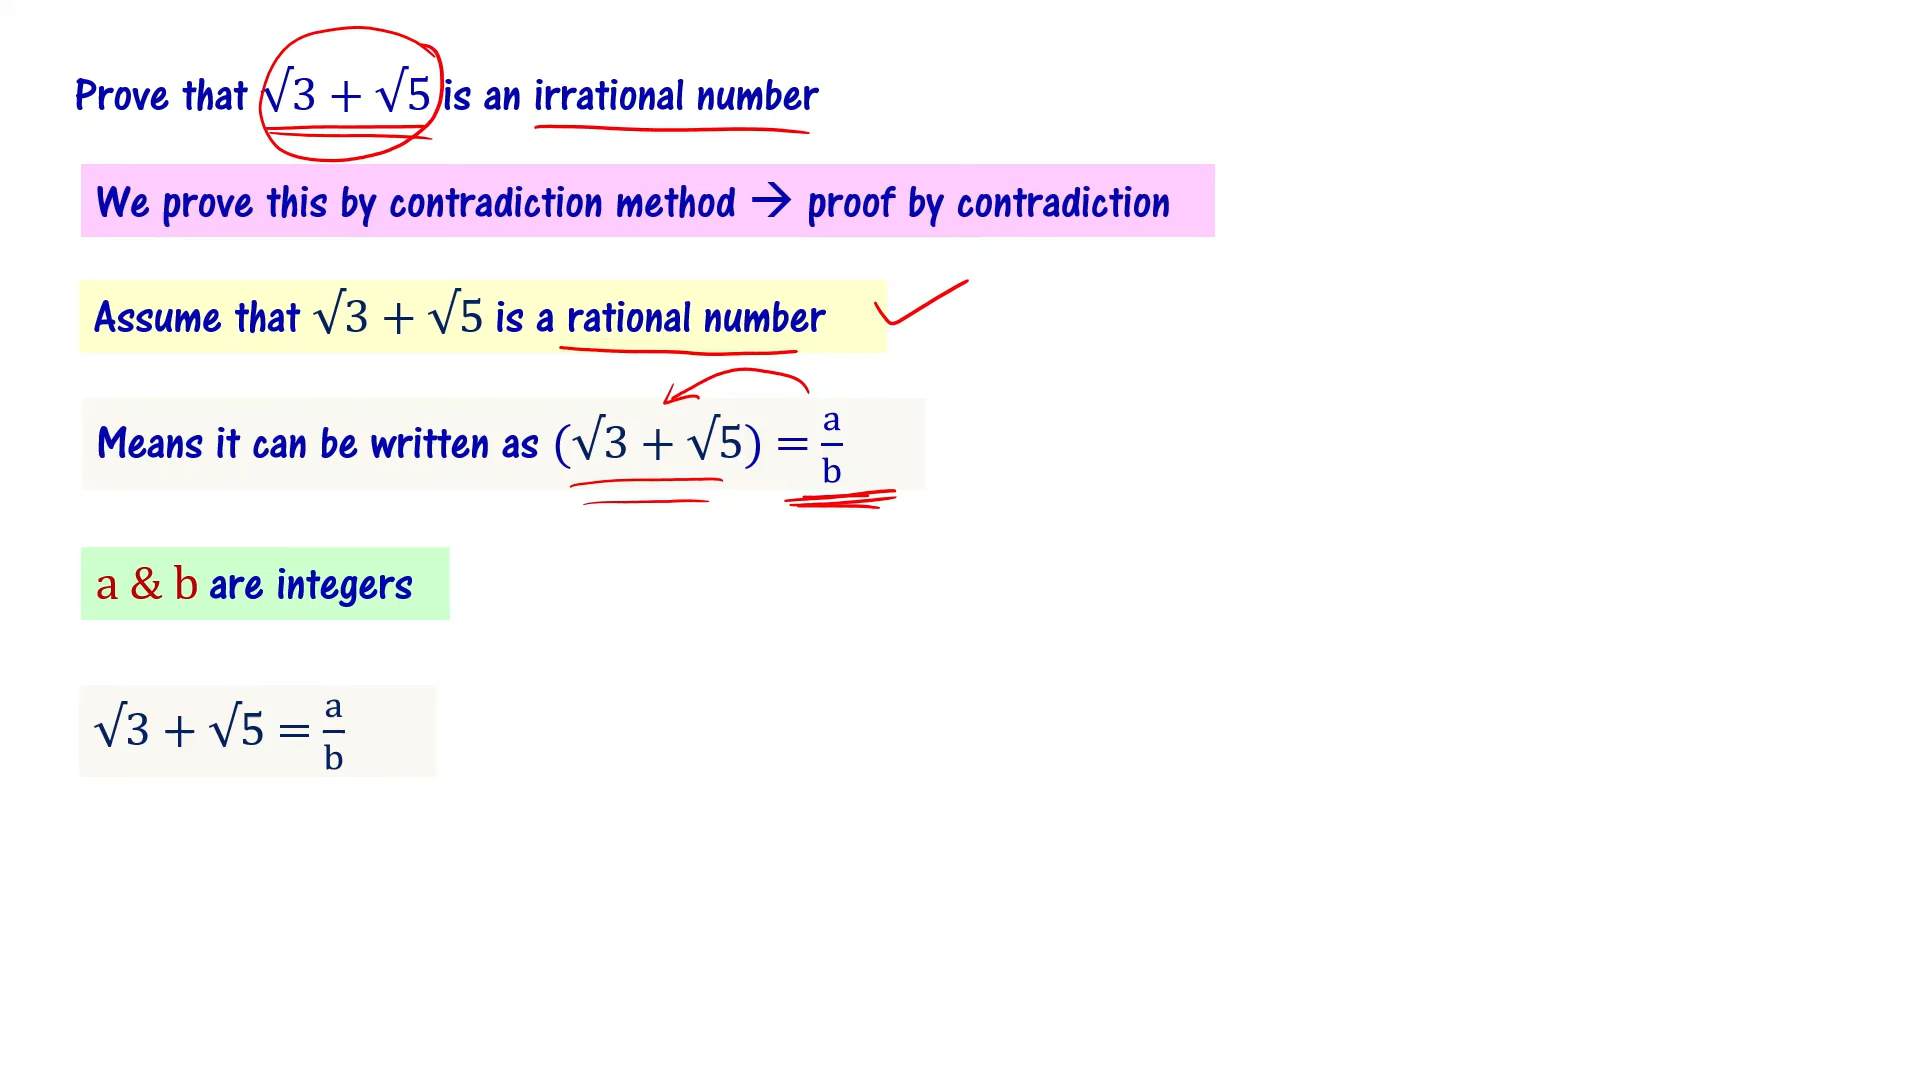 Prove that √3 + √5 is an irrational number
We prove this by contradiction method → proof by contradiction
Assume that √3 + √5 is a rational number
Means it can be written as (√3 + √5) = a/b
a & b are integers
√3 + √5 = a/b